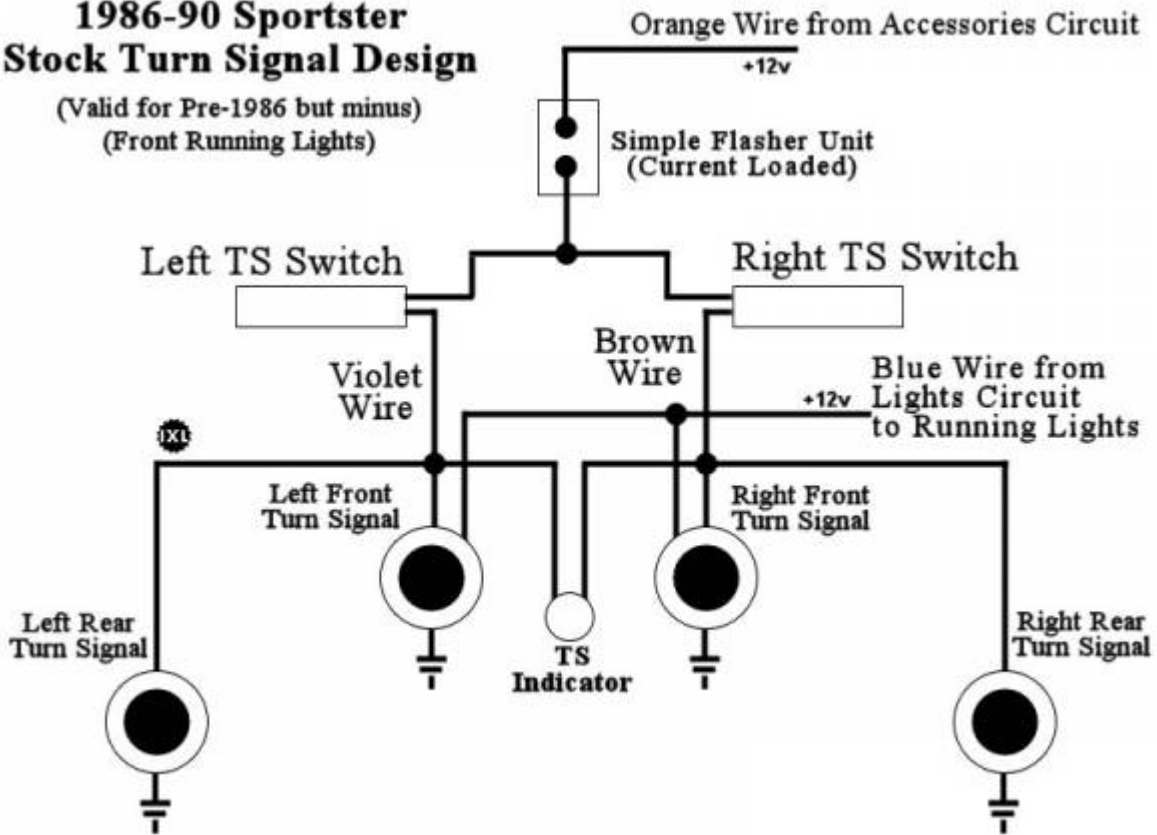 1986-90 Sportster
Stock Turn Signal Design
(Valid for Pre-1986 but minus)
(Front Running Lights)
Orange Wire from Accessories Circuit
+12v
Simple Flasher Unit
(Current Loaded)
Left TS Switch
Right TS Switch
Violet
Wire
Brown
Wire
+12v
Blue Wire from
Lights Circuit
to Running Lights
IXL
Left Front
Turn Signal
Right Front
Turn Signal
Left Rear
Turn Signal
TS
Indicator
Right Rear
Turn Signal